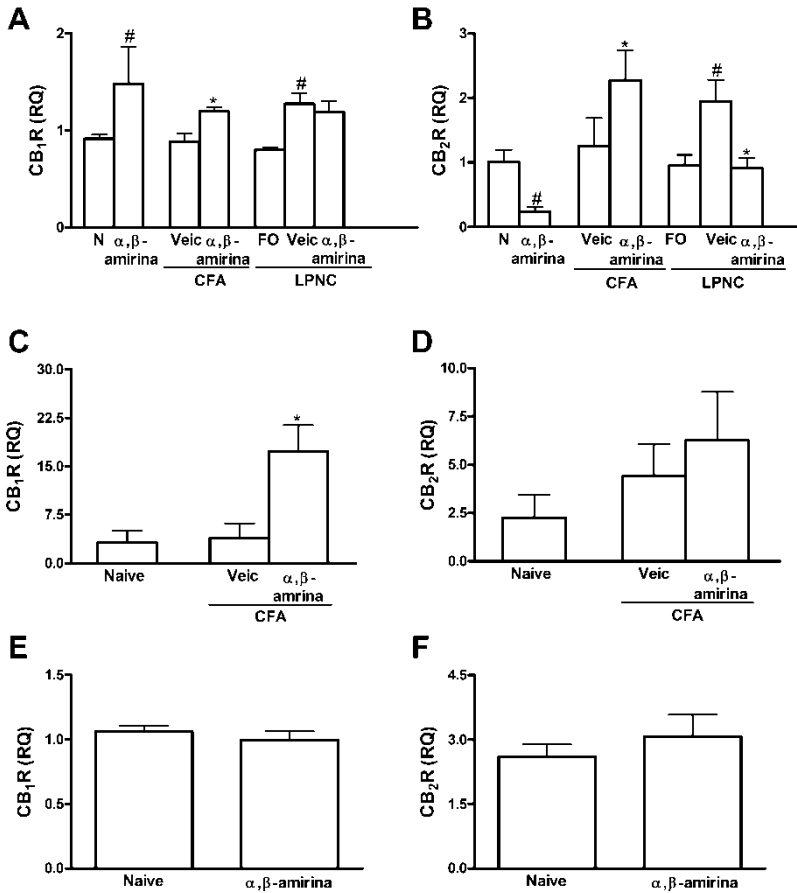 A
CB₁R (RQ)
2
1
0
#
*
#
N α,β-amirina
Veic α,β-amirina
FO Veic α,β-amirina
CFA
LPNC
B
CB₂R (RQ)
3
2
1
0
#
*
#
*
N α,β-amirina
Veic α,β-amirina
FO Veic α,β-amirina
CFA
LPNC
C
CB₁R (RQ)
30.0
22.5
15.0
7.5
0.0
*
Naive
Veic
α,β-amrina
CFA
D
CB₂R (RQ)
10.0
7.5
5.0
2.5
0.0
Naive
Veic
α,β-amirina
CFA
E
CB₁R (RQ)
1.5
1.0
0.5
0.0
Naive
α,β-amirina
F
CB₂R (RQ)
4.5
3.0
1.5
0.0
Naive
α,β-amirina